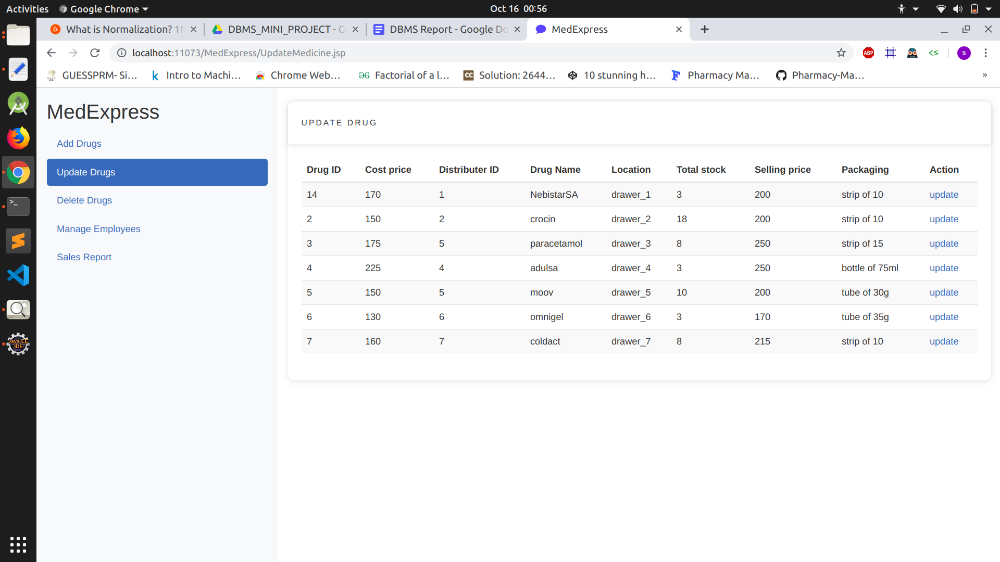 Activities Google Chrome Oct 16 00:56
What is Normalization? 1N DBMS_MINI_PROJECT - G DBMS Report - Google Do MedExpress
localhost:11073/MedExpress/UpdateMedicine.jsp ABP <s s
GUESSPRM- Si... k Intro to Machi... Chrome Web... Factorial of a l... CC Solution: 2644... 10 stunning h... Pharmacy Ma... Pharmacy-Ma... »
MedExpress
Add Drugs
Update Drugs
Delete Drugs
Manage Employees
Sales Report
UPDATE DRUG
Drug ID Cost price Distributer ID Drug Name Location Total stock Selling price Packaging Action
14 170 1 NebistarSA drawer_1 3 200 strip of 10 update
2 150 2 crocin drawer_2 18 200 strip of 10 update
3 175 5 paracetamol drawer_3 8 250 strip of 15 update
4 225 4 adulsa drawer_4 3 250 bottle of 75ml update
5 150 5 moov drawer_5 10 200 tube of 30g update
6 130 6 omnigel drawer_6 3 170 tube of 35g update
7 160 7 coldact drawer_7 8 215 strip of 10 update
>_
Java EE
IDE